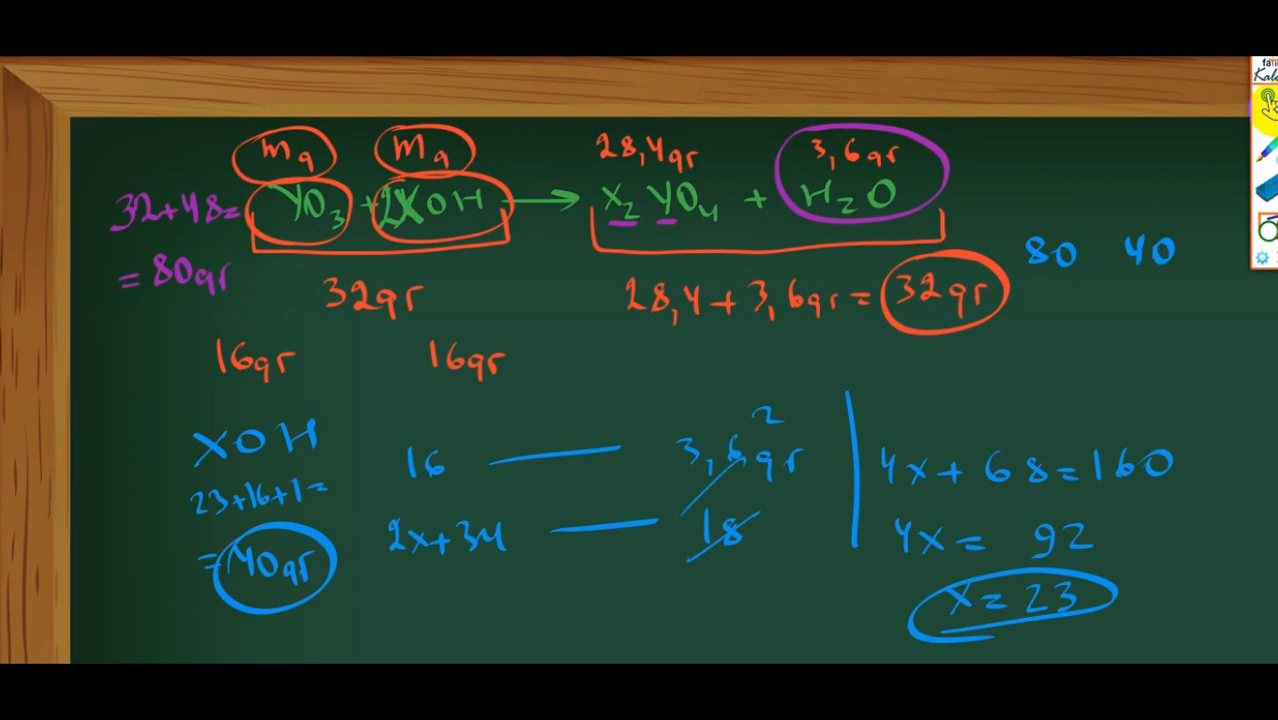 m g m g 28,4gr 3,6gr
32+48= YO3 + 2XOH → X2YO4 + H2O
= 80gr 32gr 28,4 + 3,6gr = 32gr 80 40
16gr 16gr
XOH 16 — 3,6gr 2 4x + 68 = 160
23+16+1=
= 40gr 2x+34 — 18 4x = 92
x = 23